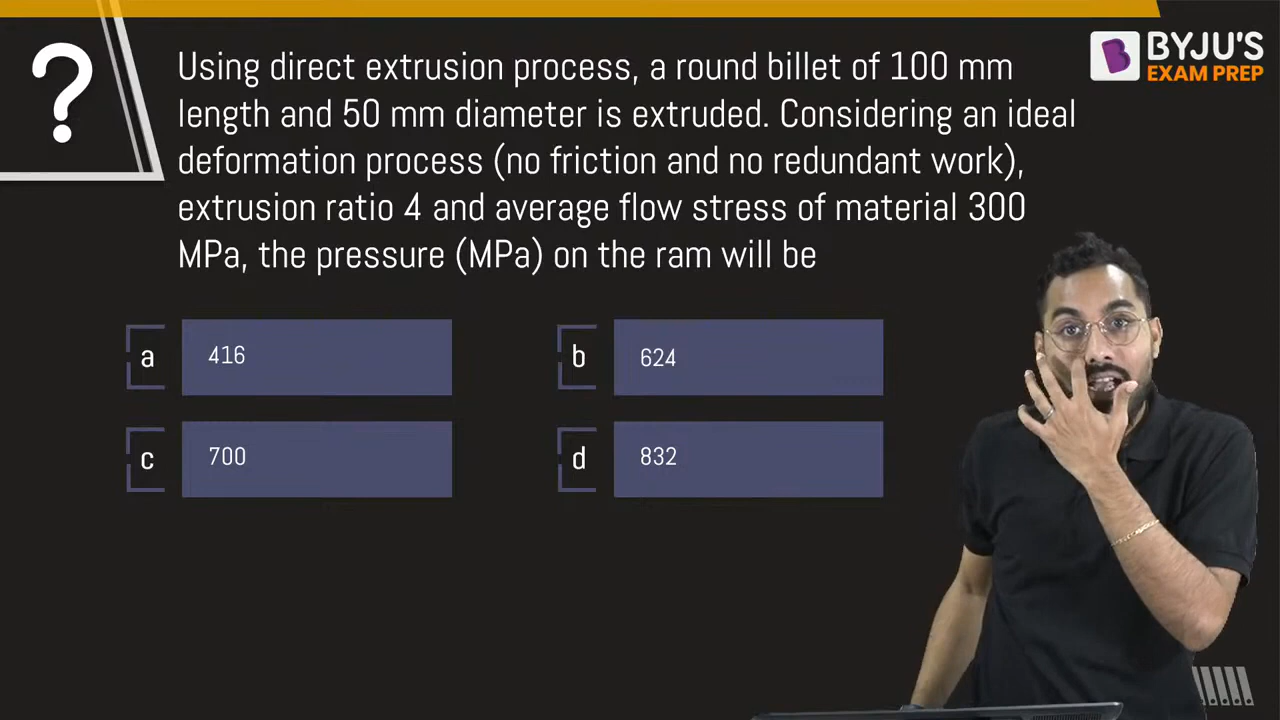 ?
BYJU'S
EXAM PREP
Using direct extrusion process, a round billet of 100 mm
length and 50 mm diameter is extruded. Considering an ideal
deformation process (no friction and no redundant work),
extrusion ratio 4 and average flow stress of material 300
MPa, the pressure (MPa) on the ram will be
a 416
b 624
c 700
d 832